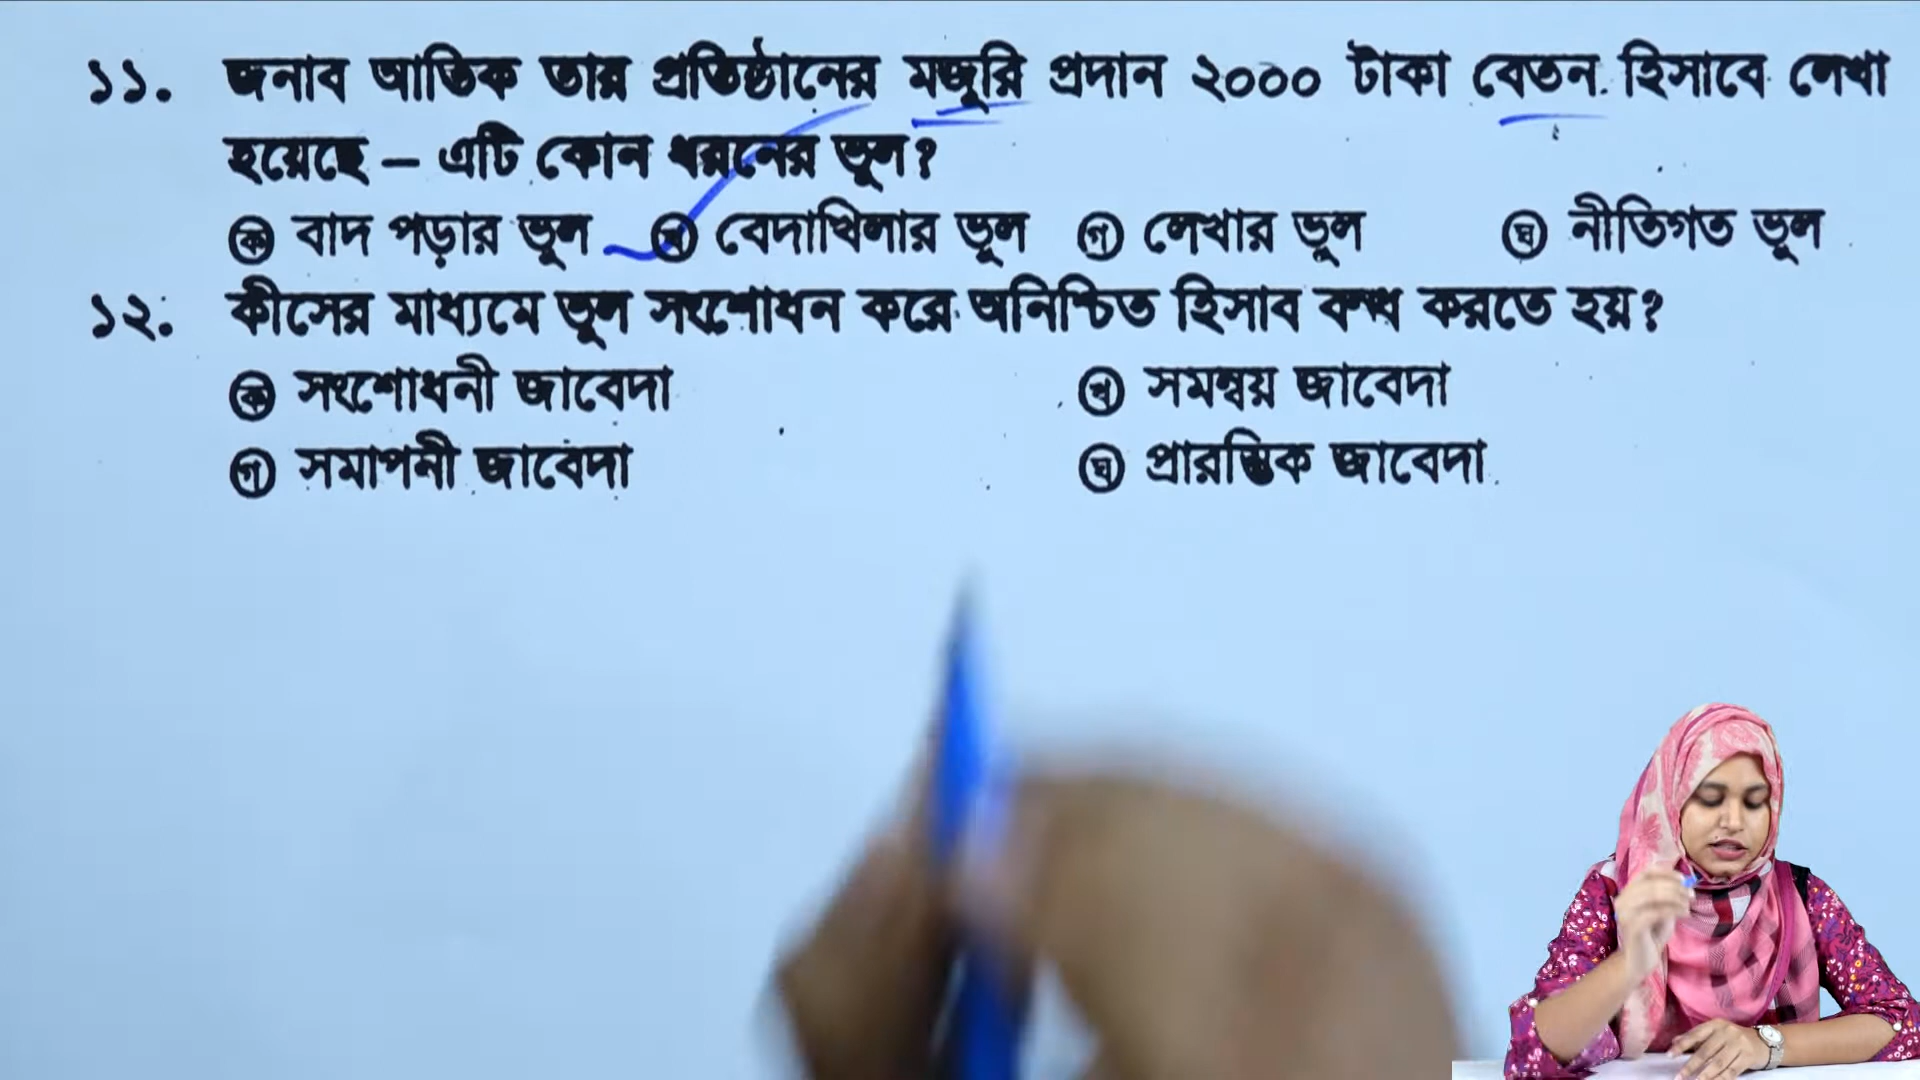 ১১. জনাব আতিক তার প্রতিষ্ঠানের মজুরি প্রদান ২০০০ টাকা বেতন হিসাবে লেখা
হয়েছে – এটি কোন ধরনের ভুল?
ক বাদ পড়ার ভুল খ বেদাখিলার ভুল গ লেখার ভুল ঘ নীতিগত ভুল
১২. কীসের মাধ্যমে ভুল সংশোধন করে অনিশ্চিত হিসাব বন্ধ করতে হয়?
ক সংশোধনী জাবেদা খ সমন্বয় জাবেদা
গ সমাপনী জাবেদা ঘ প্রারম্ভিক জাবেদা